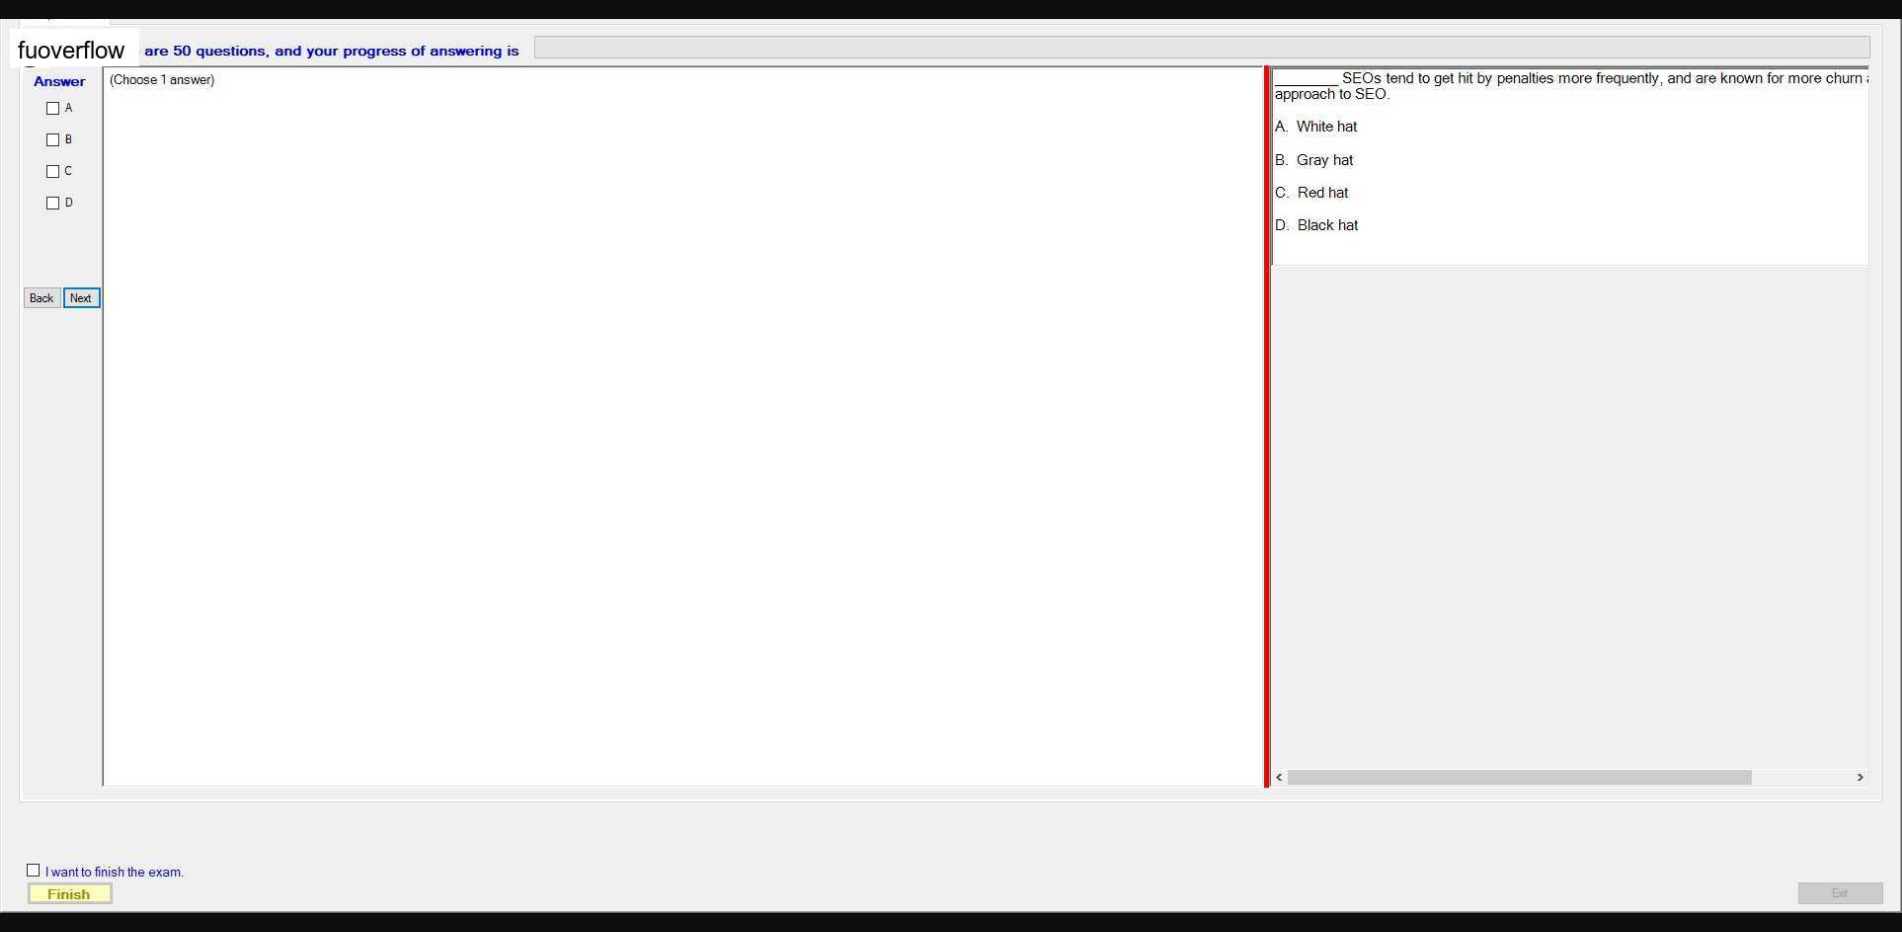 fuoverflow are 50 questions, and your progress of answering is
Answer
(Choose 1 answer)
A
B
C
D
Back Next
________ SEOs tend to get hit by penalties more frequently, and are known for more churn
approach to SEO.
A. White hat
B. Gray hat
C. Red hat
D. Black hat
I want to finish the exam.
Finish
Exit